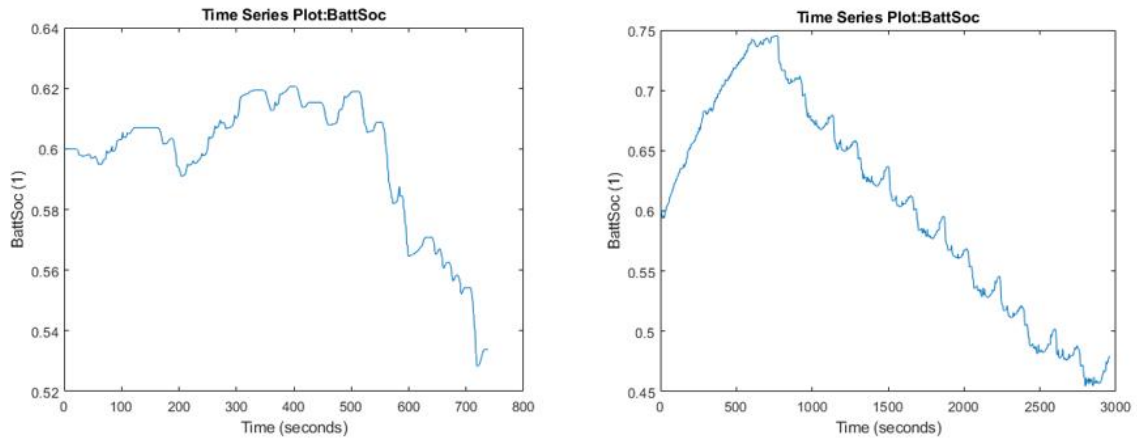 Time Series Plot:BattSoc
0.64
0.62
0.6
0.58
0.56
0.54
0.52
BattSoc (1)
0 100 200 300 400 500 600 700 800
Time (seconds)
Time Series Plot:BattSoc
0.75
0.7
0.65
0.6
0.55
0.5
0.45
BattSoc (1)
0 500 1000 1500 2000 2500 3000
Time (seconds)